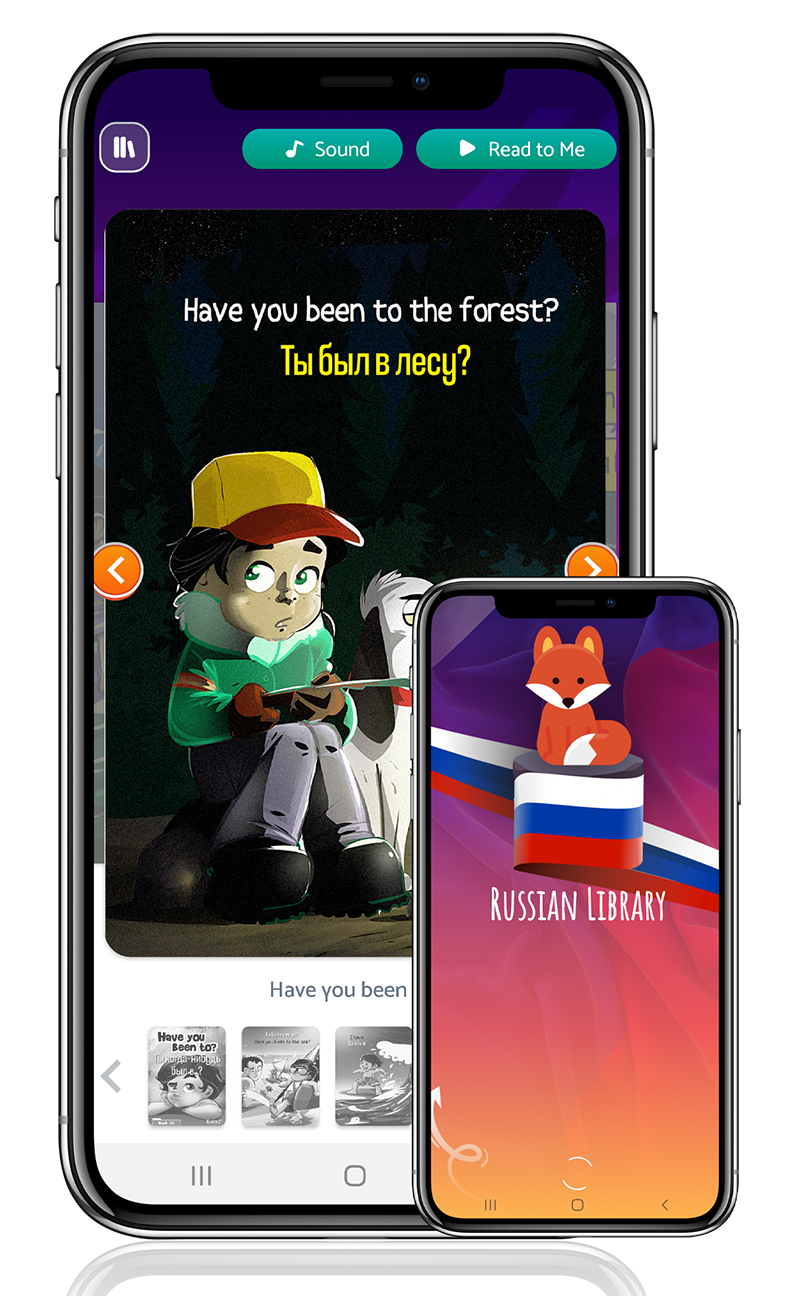 Sound
Read to Me
Have you been to the forest?
Ты был в лесу?
Have you been
Have you
Been to?
Ты когда-нибудь
был в ?
Have you been to the sea?
I have
Russian Library